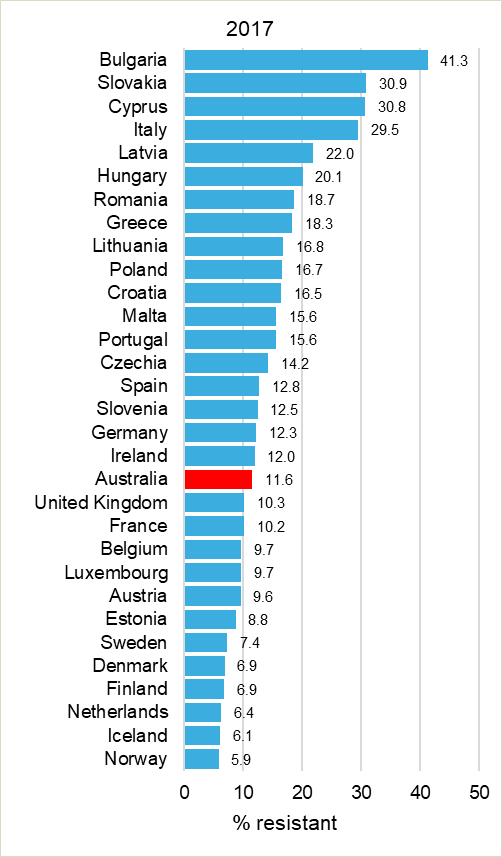 2017
Bulgaria 41.3
Slovakia 30.9
Cyprus 30.8
Italy 29.5
Latvia 22.0
Hungary 20.1
Romania 18.7
Greece 18.3
Lithuania 16.8
Poland 16.7
Croatia 16.5
Malta 15.6
Portugal 15.6
Czechia 14.2
Spain 12.8
Slovenia 12.5
Germany 12.3
Ireland 12.0
Australia 11.6
United Kingdom 10.3
France 10.2
Belgium 9.7
Luxembourg 9.7
Austria 9.6
Estonia 8.8
Sweden 7.4
Denmark 6.9
Finland 6.9
Netherlands 6.4
Iceland 6.1
Norway 5.9
0 10 20 30 40 50
% resistant